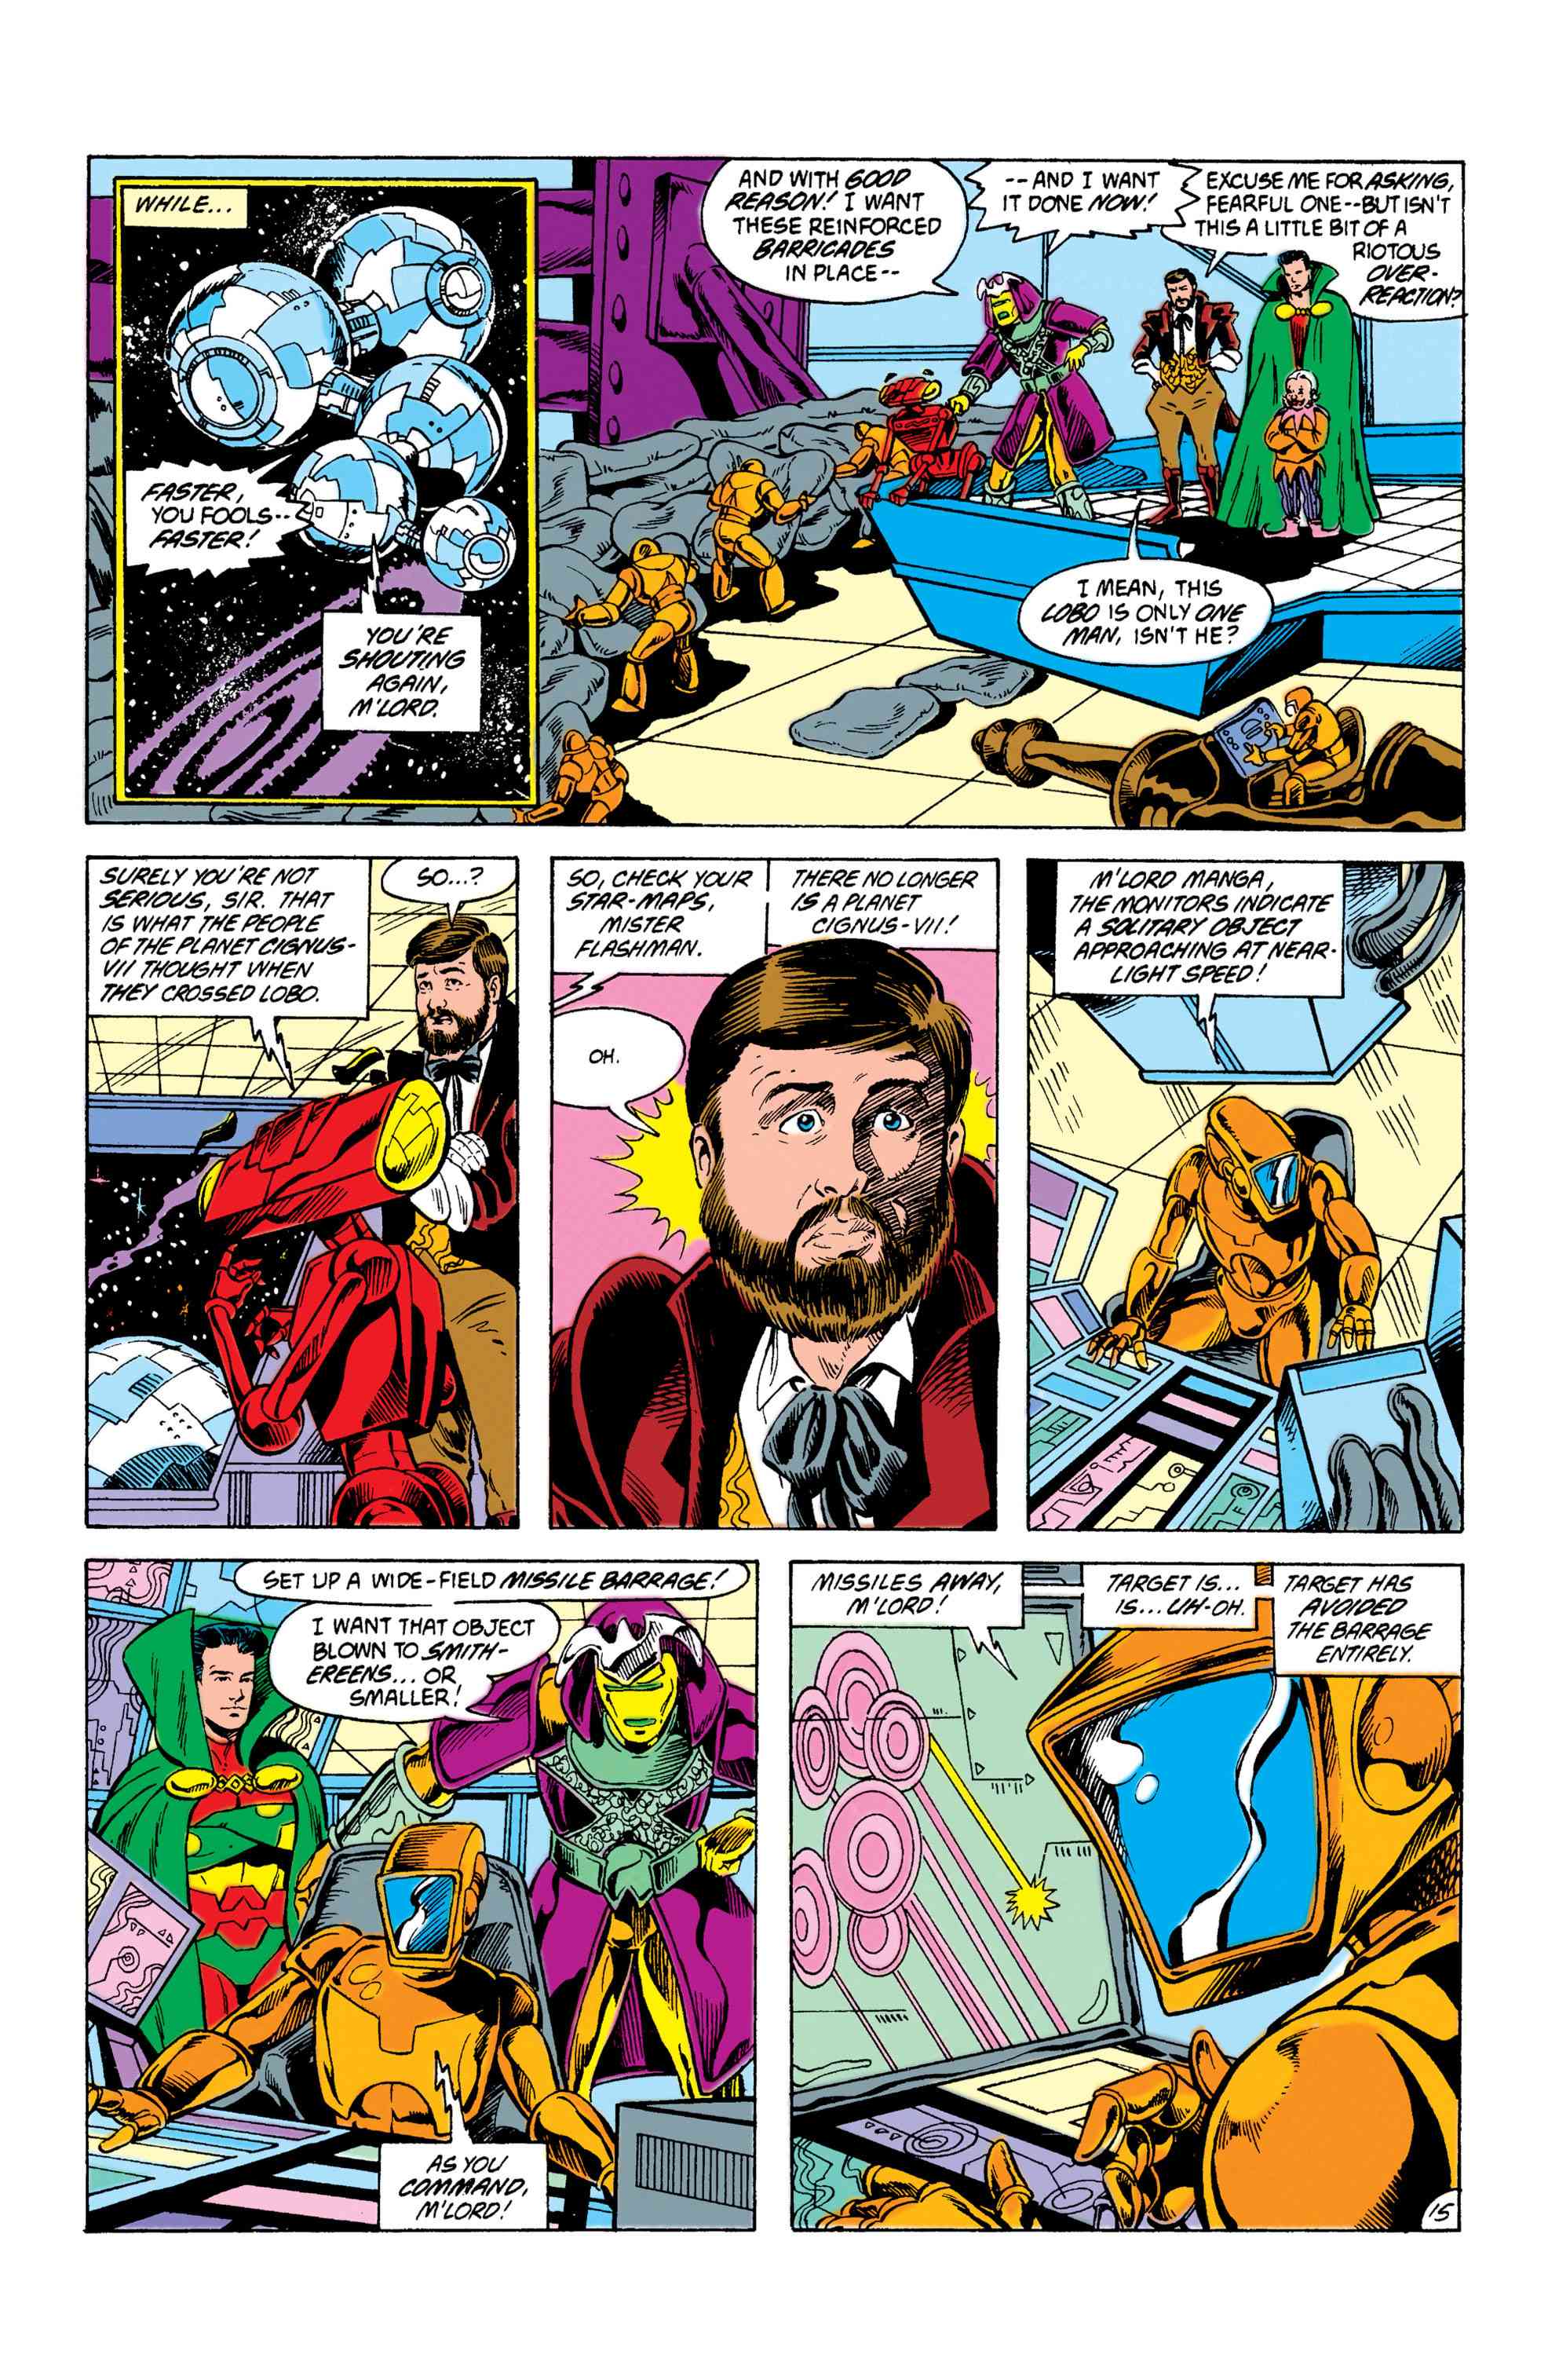 WHILE...
FASTER,
YOU FOOLS--
FASTER!
YOU'RE
SHOUTING
AGAIN,
M'LORD.
AND WITH GOOD
REASON! I WANT
THESE REINFORCED
BARRICADES
IN PLACE--
--AND I WANT
IT DONE NOW!
EXCUSE ME FOR ASKING,
FEARFUL ONE--BUT ISN'T
THIS A LITTLE BIT OF A
RIOTOUS
OVER-
REACTION?
I MEAN, THIS
LOBO IS ONLY ONE
MAN, ISN'T HE?
SURELY YOU'RE NOT
SERIOUS, SIR. THAT
IS WHAT THE PEOPLE
OF THE PLANET CIGNUS-
VII THOUGHT WHEN
THEY CROSSED LOBO.
SO...?
SO, CHECK YOUR
STAR-MAPS,
MISTER
FLASHMAN.
THERE NO LONGER
IS A PLANET
CIGNUS-VII!
OH.
M'LORD MANGA,
THE MONITORS INDICATE
A SOLITARY OBJECT
APPROACHING AT NEAR-
LIGHT SPEED!
SET UP A WIDE-FIELD MISSILE BARRAGE!
I WANT THAT OBJECT
BLOWN TO SMITH-
EREENS... OR
SMALLER!
AS YOU
COMMAND,
M'LORD!
MISSILES AWAY,
M'LORD!
TARGET IS...
IS... UH-OH.
TARGET HAS
AVOIDED
THE BARRAGE
ENTIRELY.
15